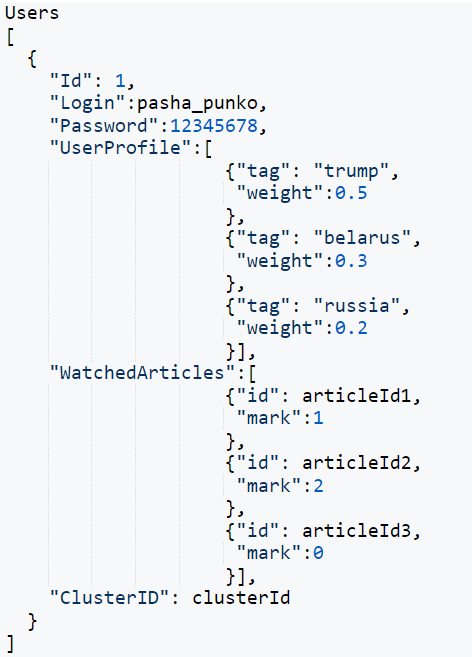 Users
[
  {
    "Id": 1,
    "Login":pasha_punko,
    "Password":12345678,
    "UserProfile":[
                  {"tag": "trump",
                   "weight":0.5
                  },
                  {"tag": "belarus",
                   "weight":0.3
                  },
                  {"tag": "russia",
                   "weight":0.2
                  }],
    "WatchedArticles":[
                  {"id": articleId1,
                   "mark":1
                  },
                  {"id": articleId2,
                   "mark":2
                  },
                  {"id": articleId3,
                   "mark":0
                  }],
    "ClusterID": clusterId
  }
]